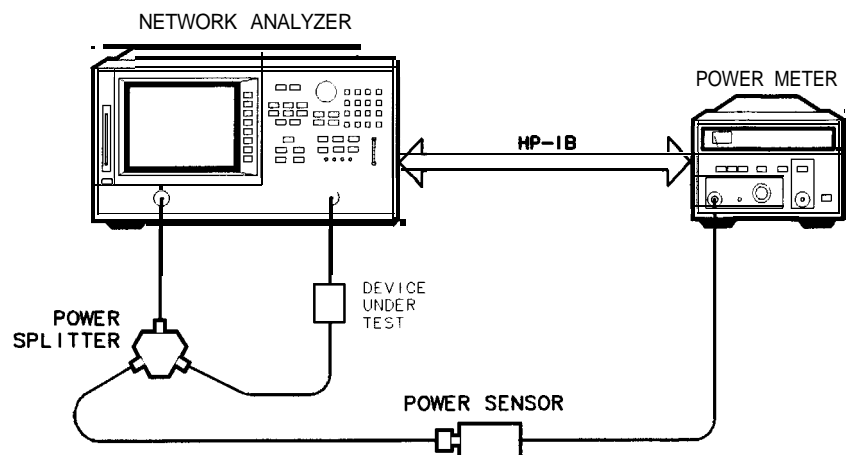 NETWORK ANALYZER
POWER METER
HP-IB
DEVICE
UNDER
TEST
POWER
SPLITTER
POWER SENSOR